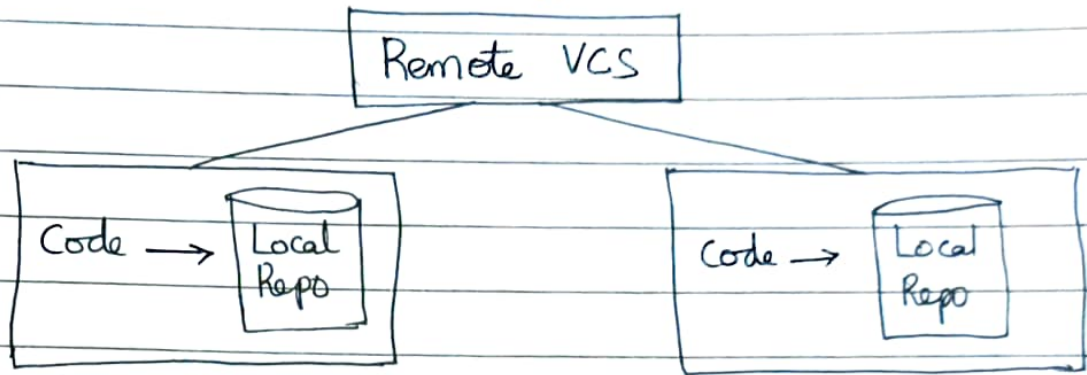 Remote VCS
Code → Local
Repo
Code → Local
Repo